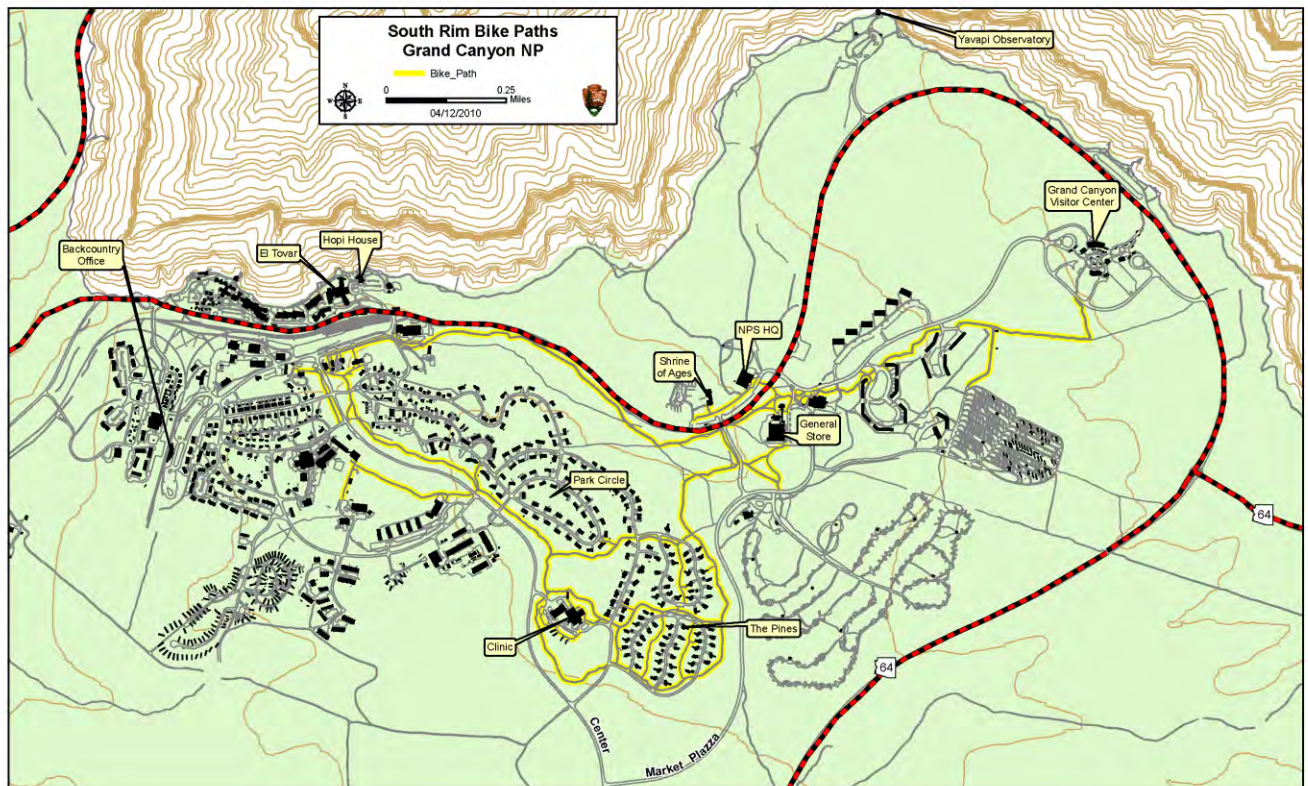 South Rim Bike Paths
Grand Canyon NP
Bike_Path
0 0.25
Miles
N
W E
S
04/12/2010
Yavapi Observatory
Grand Canyon
Visitor Center
Hopi House
El Tovar
Backcountry
Office
NPS HQ
Shrine
of Ages
General
Store
Park Circle
64
The Pines
Clinic
64
Center
Market Plazza